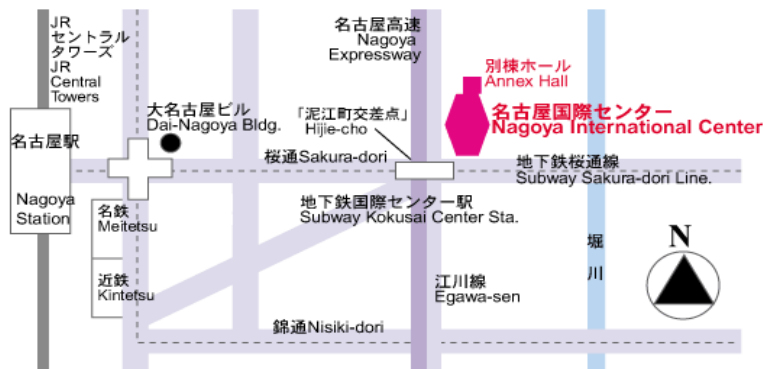 JR
セントラル
タワーズ
JR
Central
Towers
名古屋高速
Nagoya
Expressway
別棟ホール
Annex Hall
大名古屋ビル
Dai-Nagoya Bldg.
「泥江町交差点」
Hijie-cho
名古屋国際センター
Nagoya International Center
名古屋駅
桜通Sakura-dori
地下鉄桜通線
Subway Sakura-dori Line.
Nagoya
Station
名鉄
Meitetsu
地下鉄国際センター駅
Subway Kokusai Center Sta.
堀
川
N
近鉄
Kintetsu
江川線
Egawa-sen
錦通Nisiki-dori